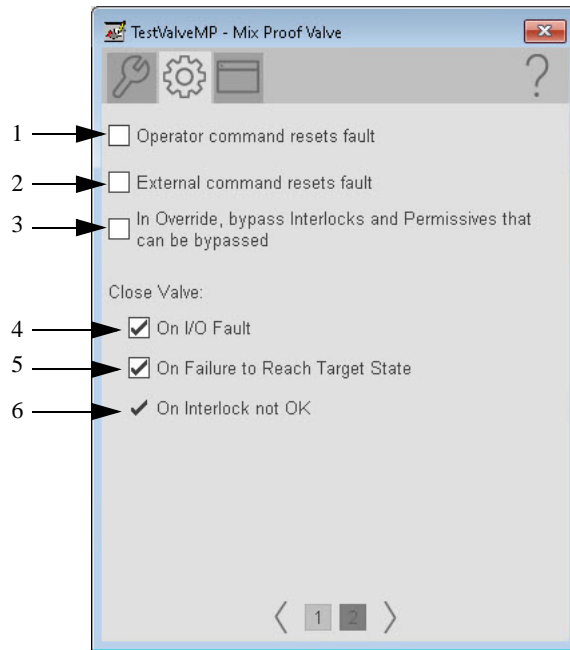 TestValveMP - Mix Proof Valve
?
1 Operator command resets fault
2 External command resets fault
3 In Override, bypass Interlocks and Permissives that
can be bypassed
Close Valve:
4 On I/O Fault
5 On Failure to Reach Target State
6 On Interlock not OK
1 2